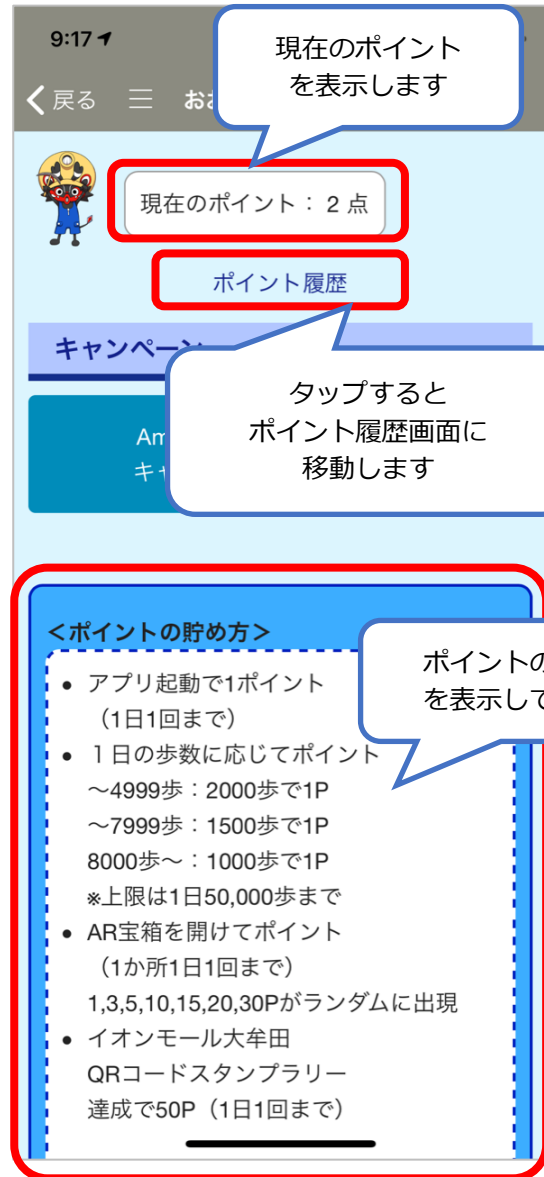 9:17
現在のポイント
を表示します
戻る
現在のポイント： 2 点
ポイント履歴
キャンペーン
タップすると
ポイント履歴画面に
移動します
＜ポイントの貯め方＞
ポイントの
を表示して
● アプリ起動で1ポイント
（1日1回まで）
● １日の歩数に応じてポイント
～4999歩：2000歩で1P
～7999歩：1500歩で1P
8000歩～：1000歩で1P
※上限は1日50,000歩まで
● AR宝箱を開けてポイント
（1か所1日1回まで）
1,3,5,10,15,20,30Pがランダムに出現
● イオンモール大牟田
QRコードスタンプラリー
達成で50P（1日1回まで）